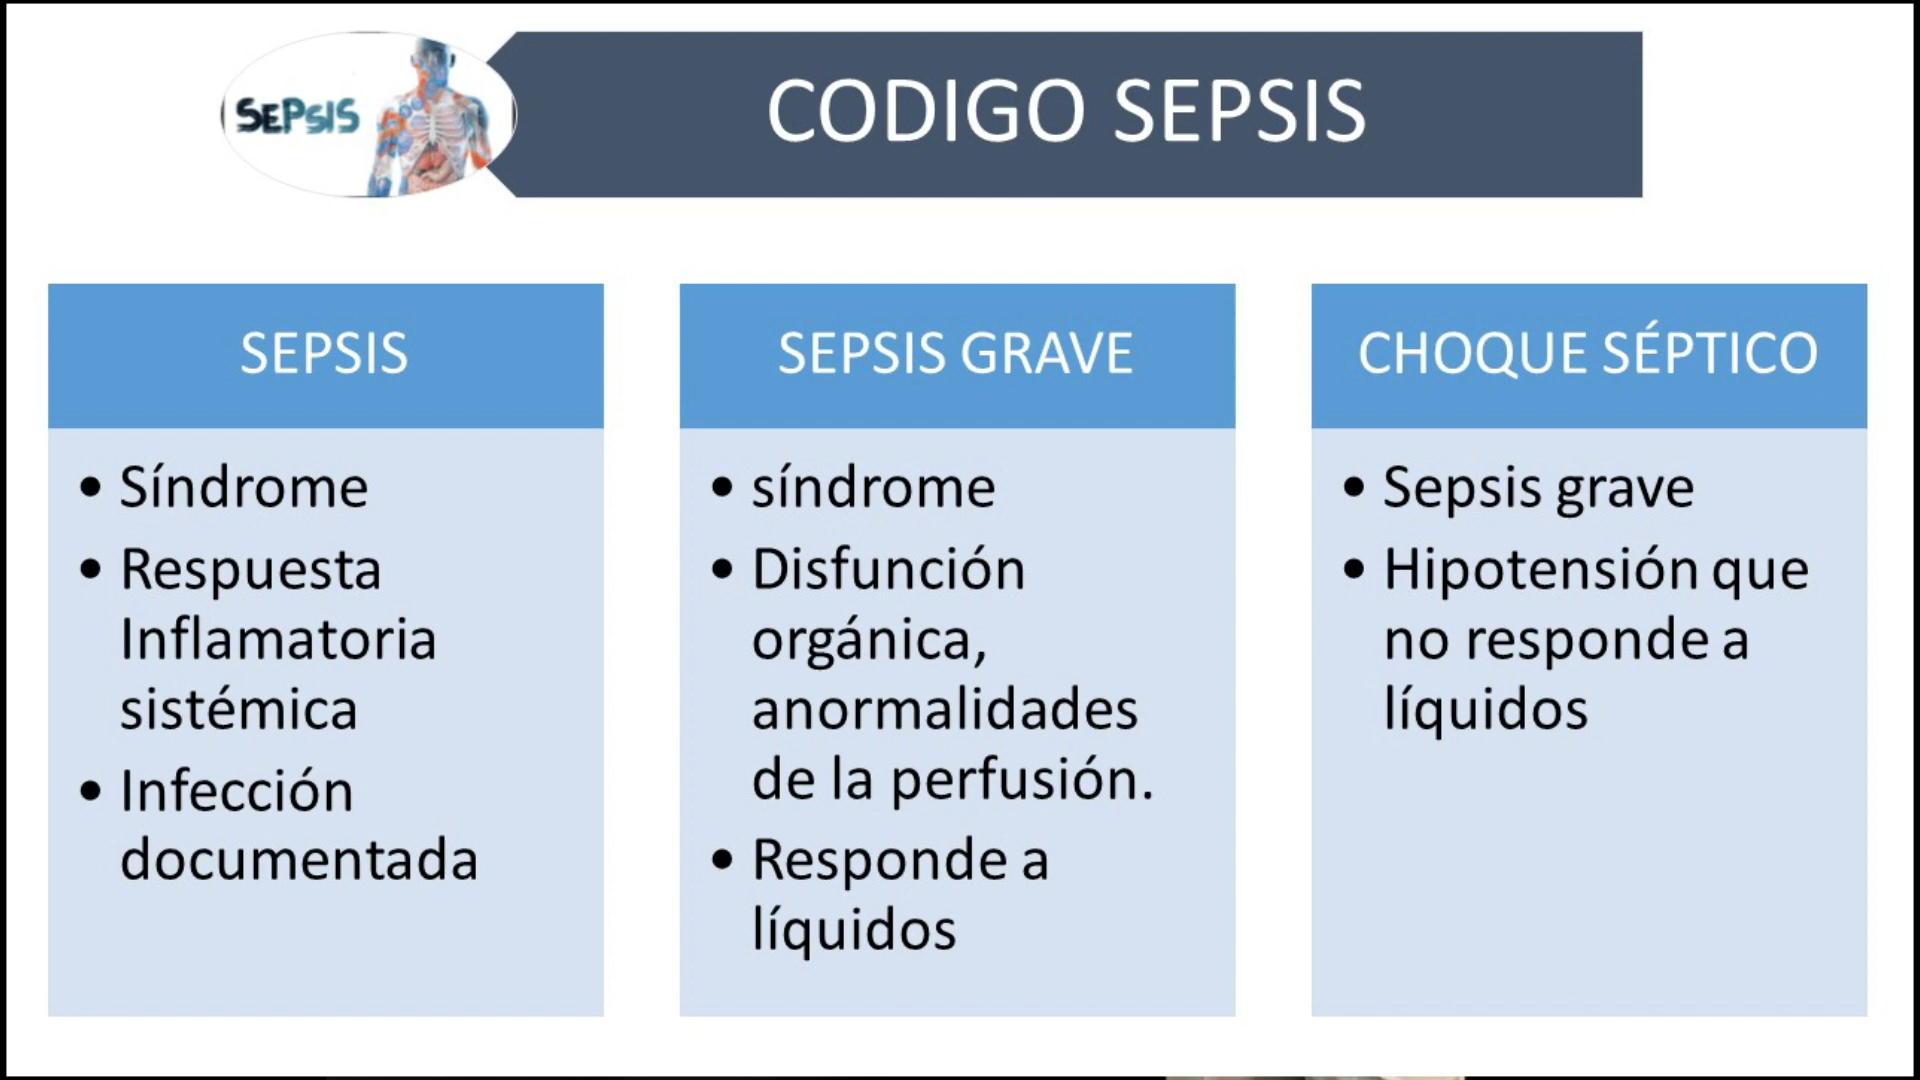 SEPSIS
CODIGO SEPSIS
SEPSIS
• Síndrome
• Respuesta
Inflamatoria
sistémica
• Infección
documentada
SEPSIS GRAVE
• síndrome
• Disfunción
orgánica,
anormalidades
de la perfusión.
• Responde a
líquidos
CHOQUE SÉPTICO
• Sepsis grave
• Hipotensión que
no responde a
líquidos